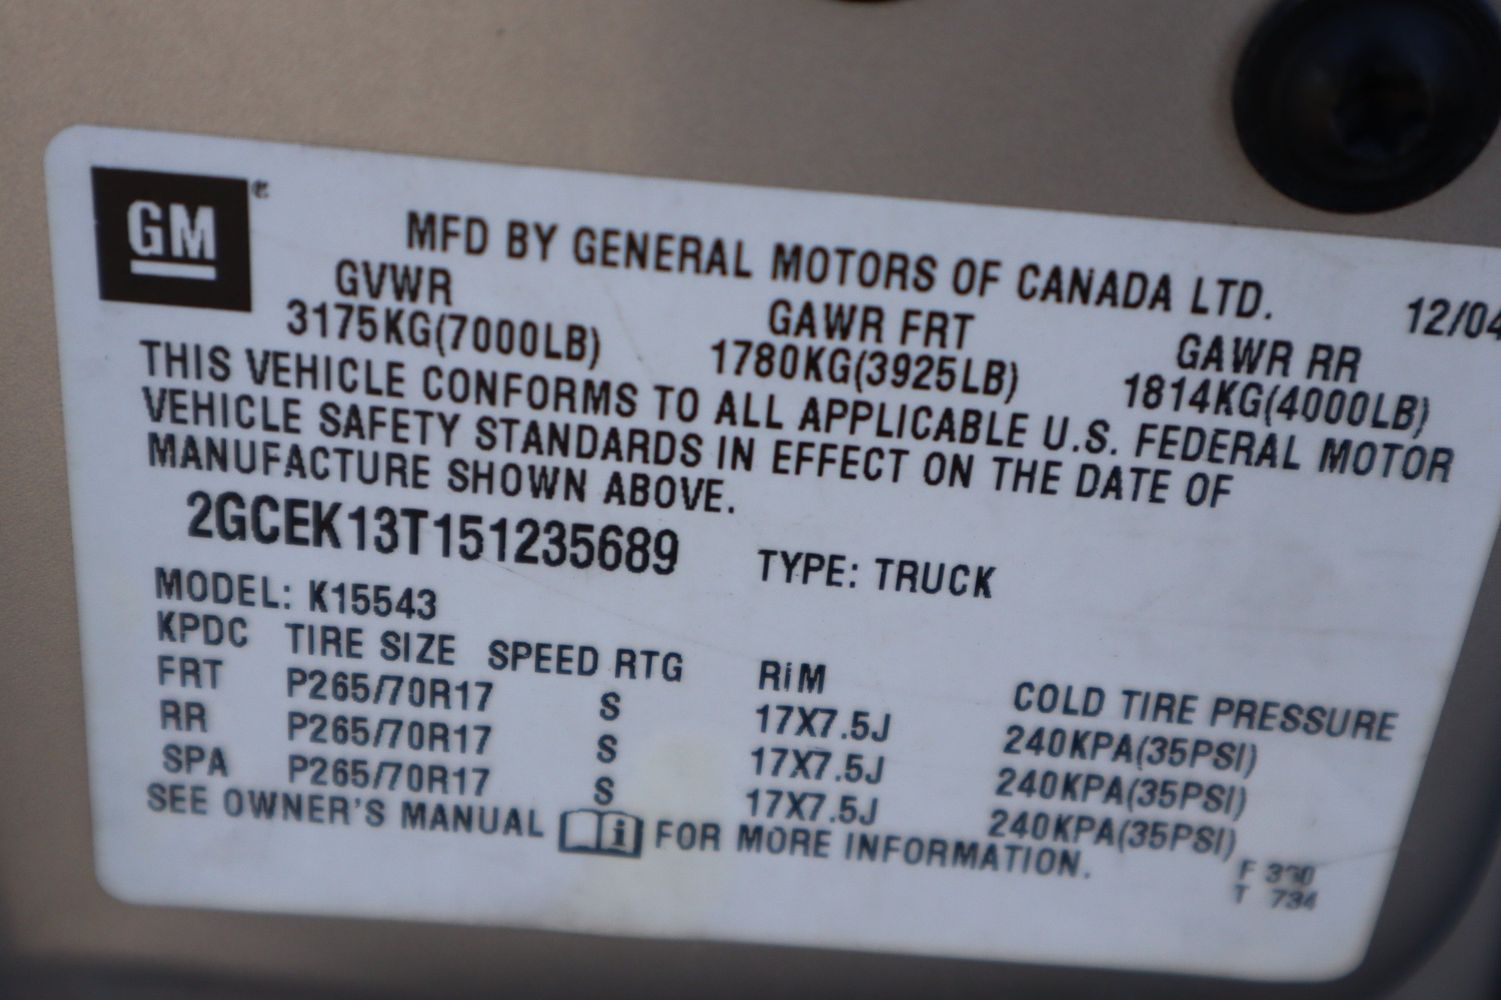 GM®
MFD BY GENERAL MOTORS OF CANADA LTD.
12/04
GVWR GAWR FRT GAWR RR
3175KG(7000LB) 1780KG(3925LB) 1814KG(4000LB)
THIS VEHICLE CONFORMS TO ALL APPLICABLE U.S. FEDERAL MOTOR
VEHICLE SAFETY STANDARDS IN EFFECT ON THE DATE OF
MANUFACTURE SHOWN ABOVE.
2GCEK13T151235689 TYPE: TRUCK
MODEL: K15543
KPDC TIRE SIZE SPEED RTG RiM COLD TIRE PRESSURE
FRT P265/70R17 S 17X7.5J 240KPA(35PSI)
RR P265/70R17 S 17X7.5J 240KPA(35PSI)
SPA P265/70R17 S 17X7.5J 240KPA(35PSI)
SEE OWNER'S MANUAL i FOR MORE INFORMATION.
F
T 734